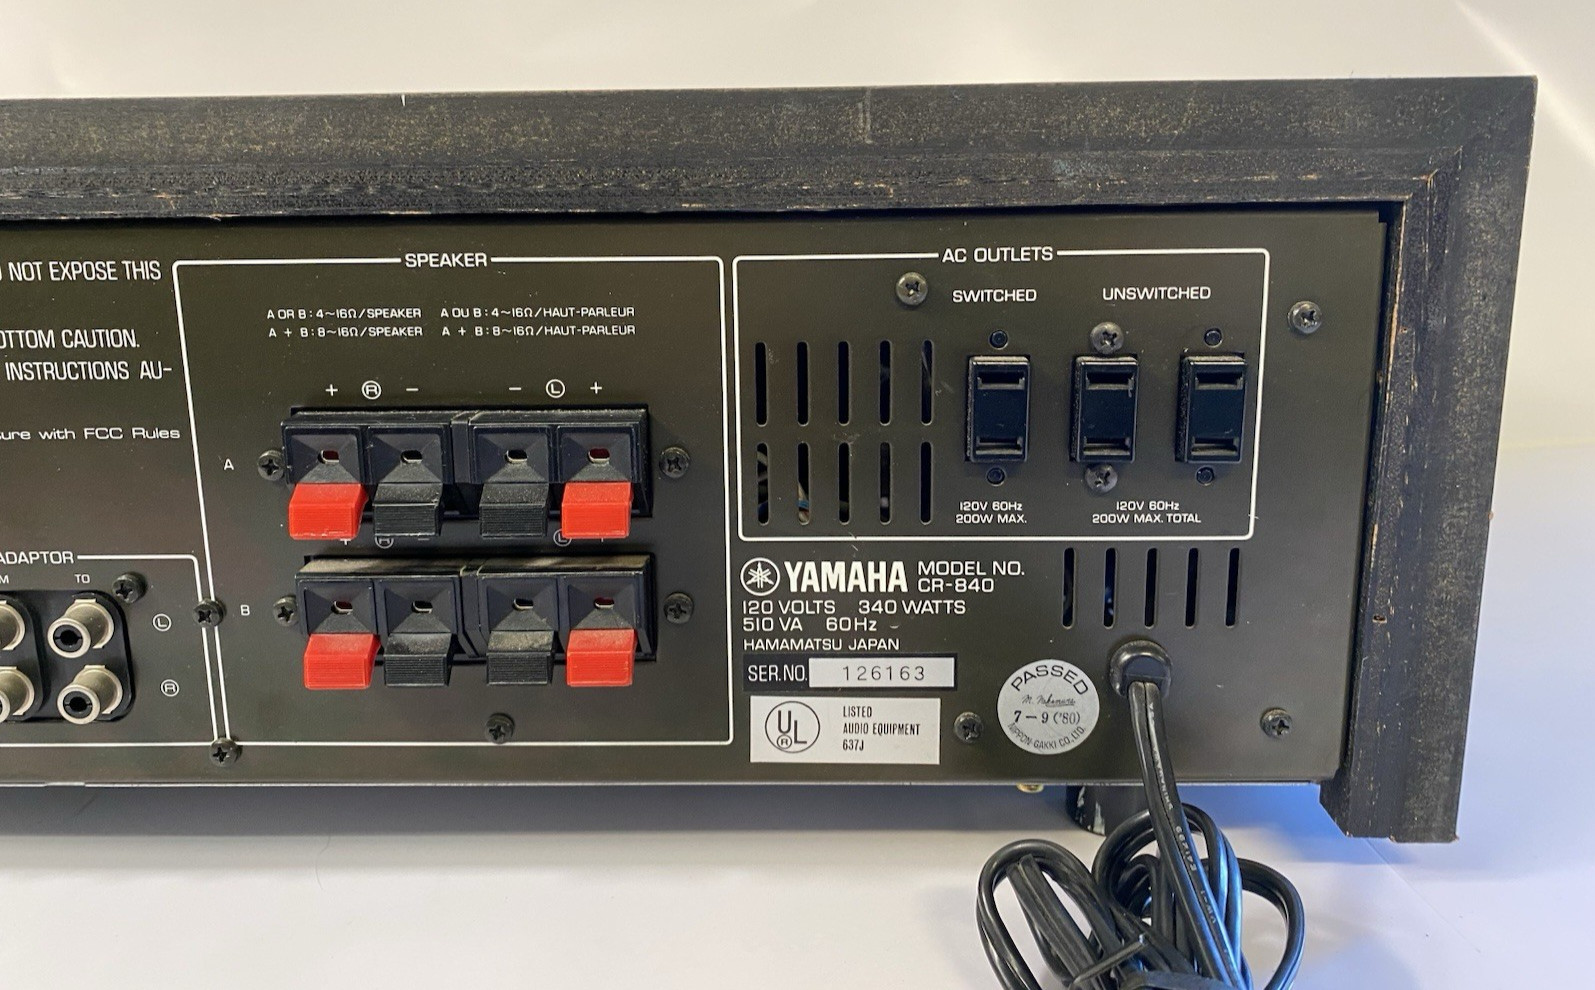 NOT EXPOSE THIS
OTTOM CAUTION.
INSTRUCTIONS AU-
ure with FCC Rules
ADAPTOR
M TO
L
R
SPEAKER
A OR B : 4~16Ω/SPEAKER A OU B : 4~16Ω/HAUT-PARLEUR
A + B : 8~16Ω/SPEAKER A + B : 8~16Ω/HAUT-PARLEUR
+ R − − L +
A
R L
B
AC OUTLETS
SWITCHED UNSWITCHED
120V 60Hz 120V 60Hz
200W MAX. 200W MAX. TOTAL
YAMAHA MODEL NO.
CR-840
120 VOLTS 340 WATTS
510 VA 60Hz
HAMAMATSU JAPAN
SER.NO. 126163
UL R
LISTED
AUDIO EQUIPMENT
637J
PASSED
7-9 ('80)
NIPPON GAKKI CO., LTD.